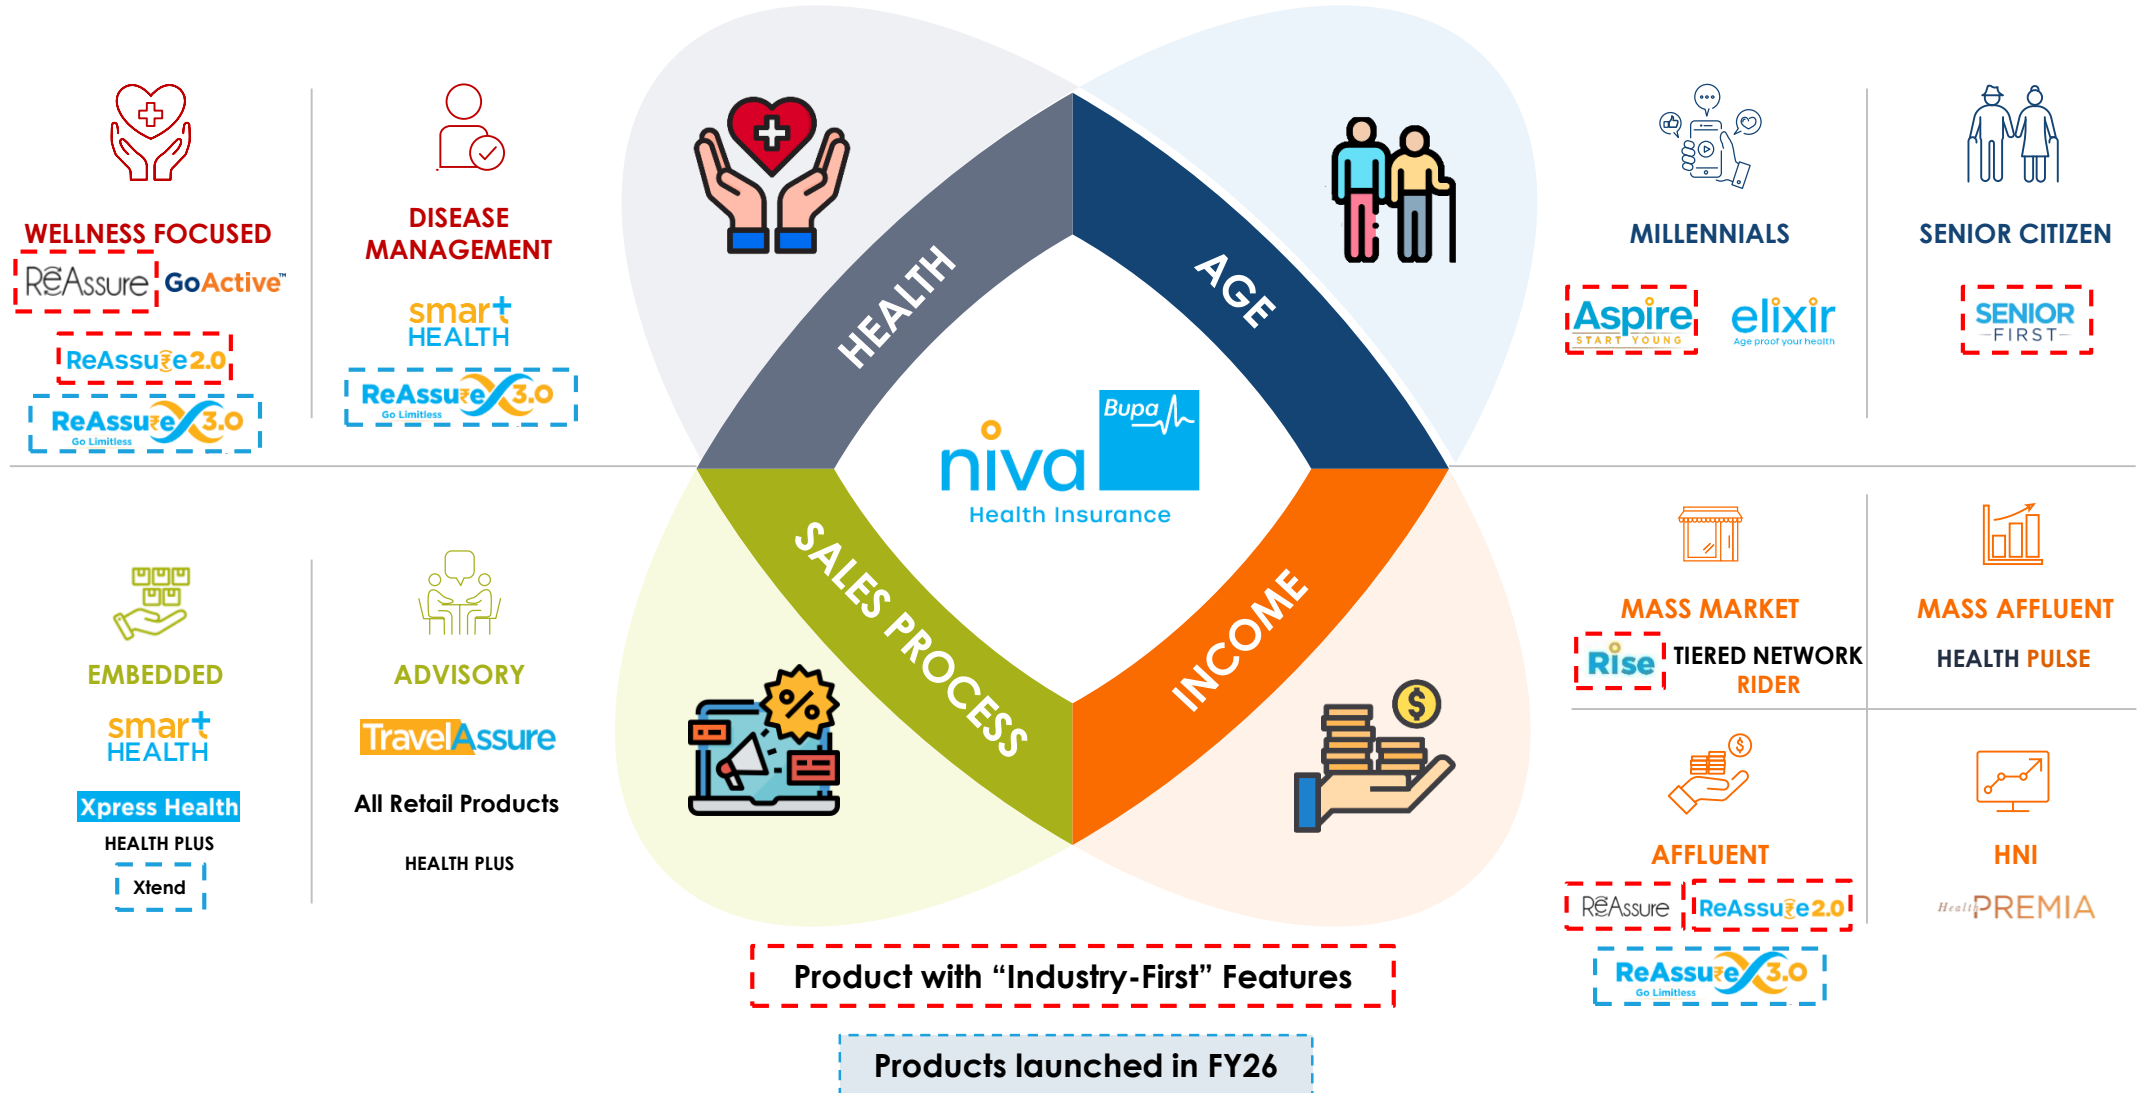 WELLNESS FOCUSED
ReAssure GoActive™
ReAssure 2.0
ReAssure 3.0
Go Limitless
DISEASE
MANAGEMENT
smart
HEALTH
ReAssure 3.0
Go Limitless
HEALTH
AGE
SALES PROCESS
INCOME
niva
Bupa
Health Insurance
MILLENNIALS
Aspire
START YOUNG
elixir
Age proof your health
SENIOR CITIZEN
SENIOR
FIRST
EMBEDDED
smart
HEALTH
Xpress Health
HEALTH PLUS
Xtend
ADVISORY
TravelAssure
All Retail Products
HEALTH PLUS
MASS MARKET
Rise
TIERED NETWORK
RIDER
MASS AFFLUENT
HEALTH PULSE
AFFLUENT
ReAssure ReAssure 2.0
ReAssure 3.0
Go Limitless
HNI
Health PREMIA
Product with “Industry-First” Features
Products launched in FY26